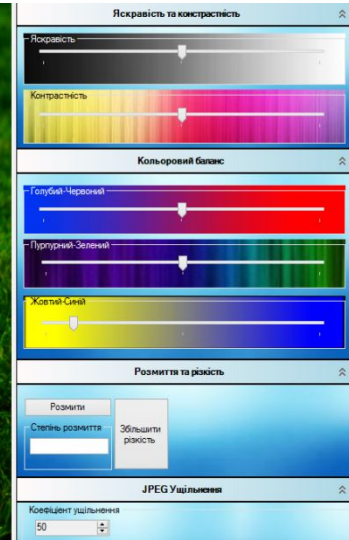 Яскравість та констрастність
Яскравість
Контрастність
Кольоровий баланс
Голубий-Червоний
Пурпурний-Зелений
Жовтий-Синій
Розмиття та різкість
Розмити
Степінь розмиття
Збільшити
різкість
JPEG Ущільнення
Коефіцієнт ущільнення
50